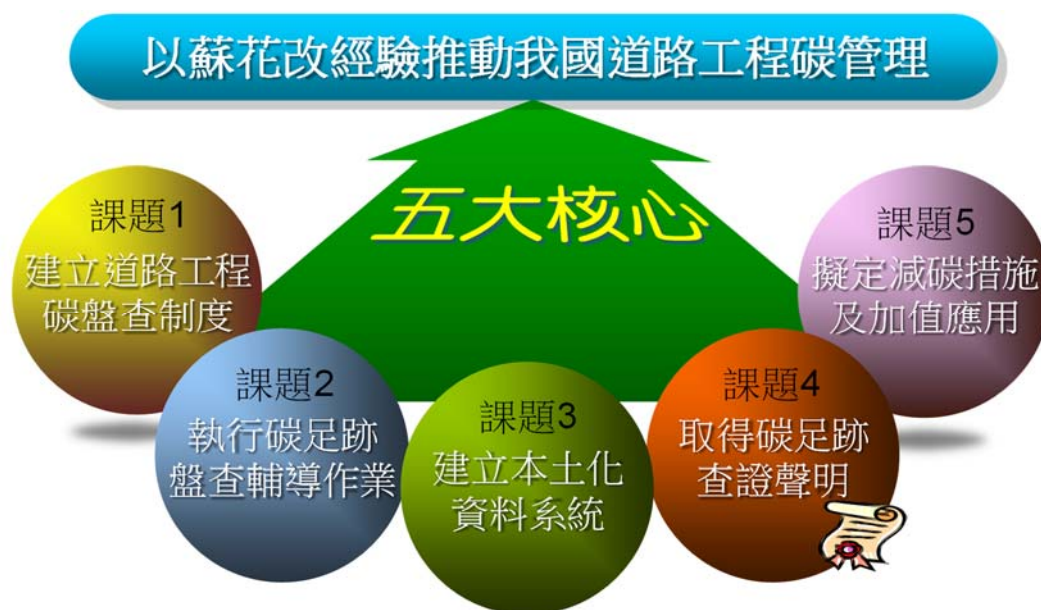 以蘇花改經驗推動我國道路工程碳管理
五大核心
課題1
建立道路工程
碳盤查制度
課題2
執行碳足跡
盤查輔導作業
課題3
建立本土化
資料系統
課題4
取得碳足跡
查證聲明
課題5
擬定減碳措施
及加值應用